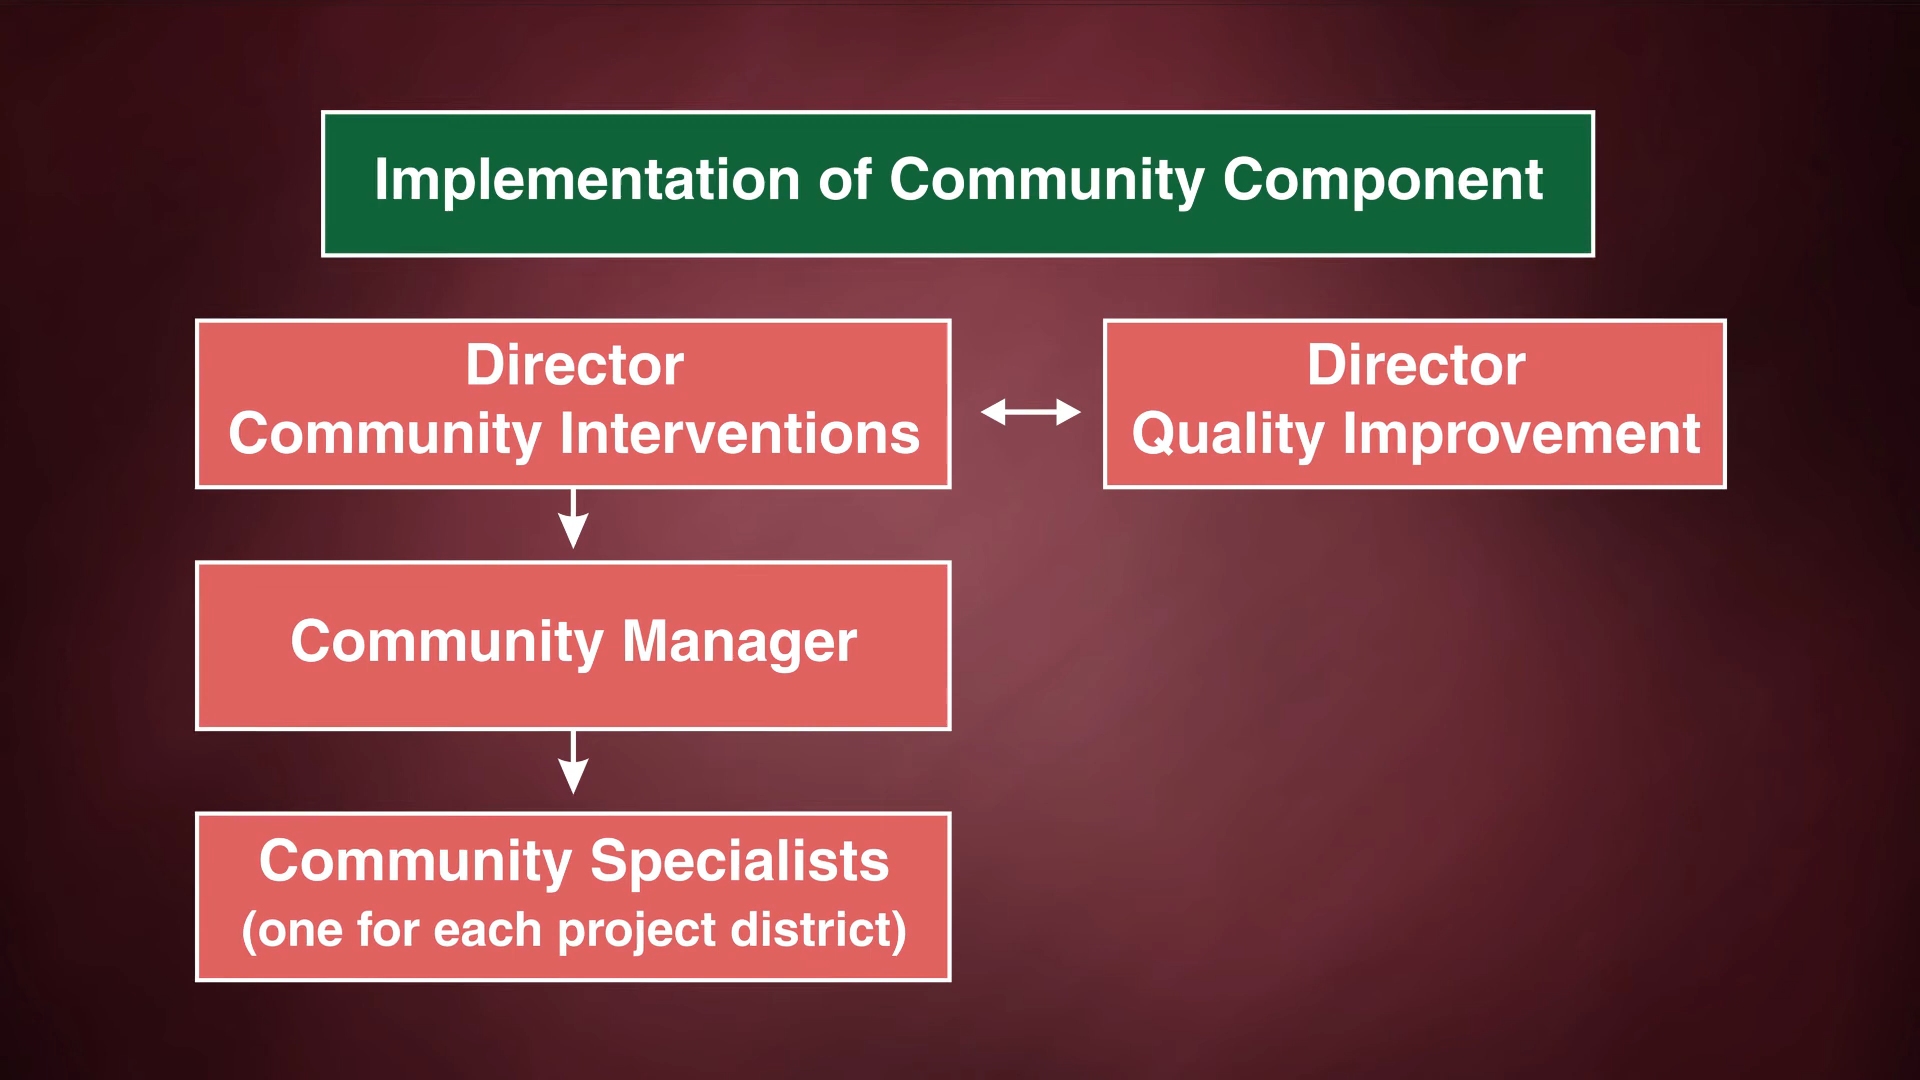 Implementation of Community Component
Director
Community Interventions
Director
Quality Improvement
Community Manager
Community Specialists
(one for each project district)